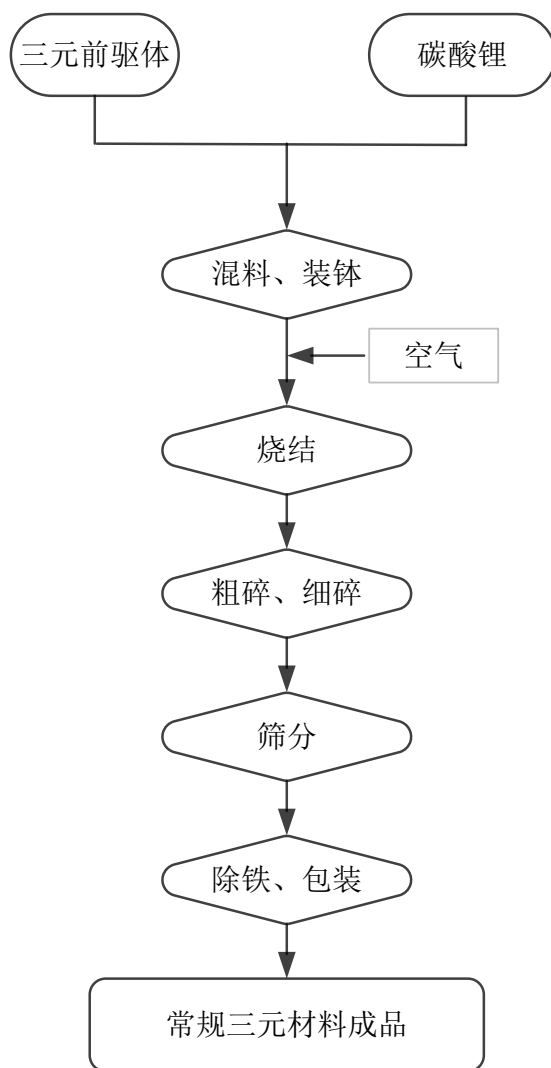 三元前驱体
碳酸锂
混料、装钵
空气
烧结
粗碎、细碎
筛分
除铁、包装
常规三元材料成品